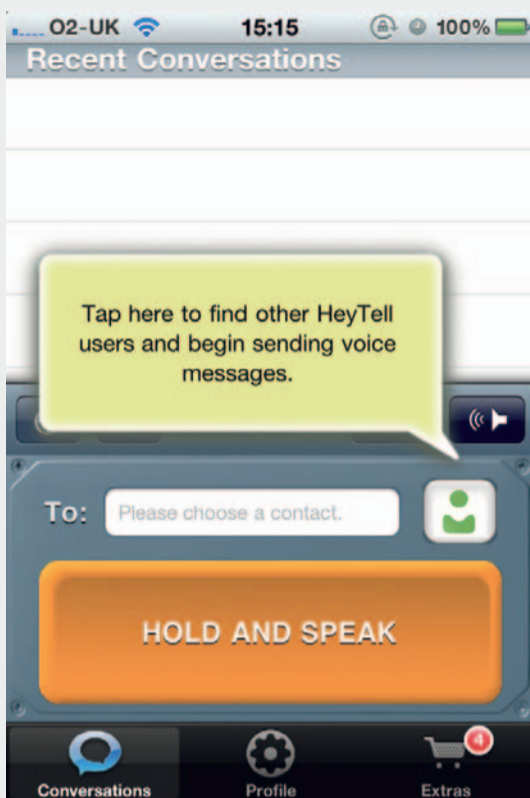 O2-UK 15:15 100%
Recent Conversations
Tap here to find other HeyTell
users and begin sending voice
messages.
To: Please choose a contact.
HOLD AND SPEAK
4
Conversations Profile Extras